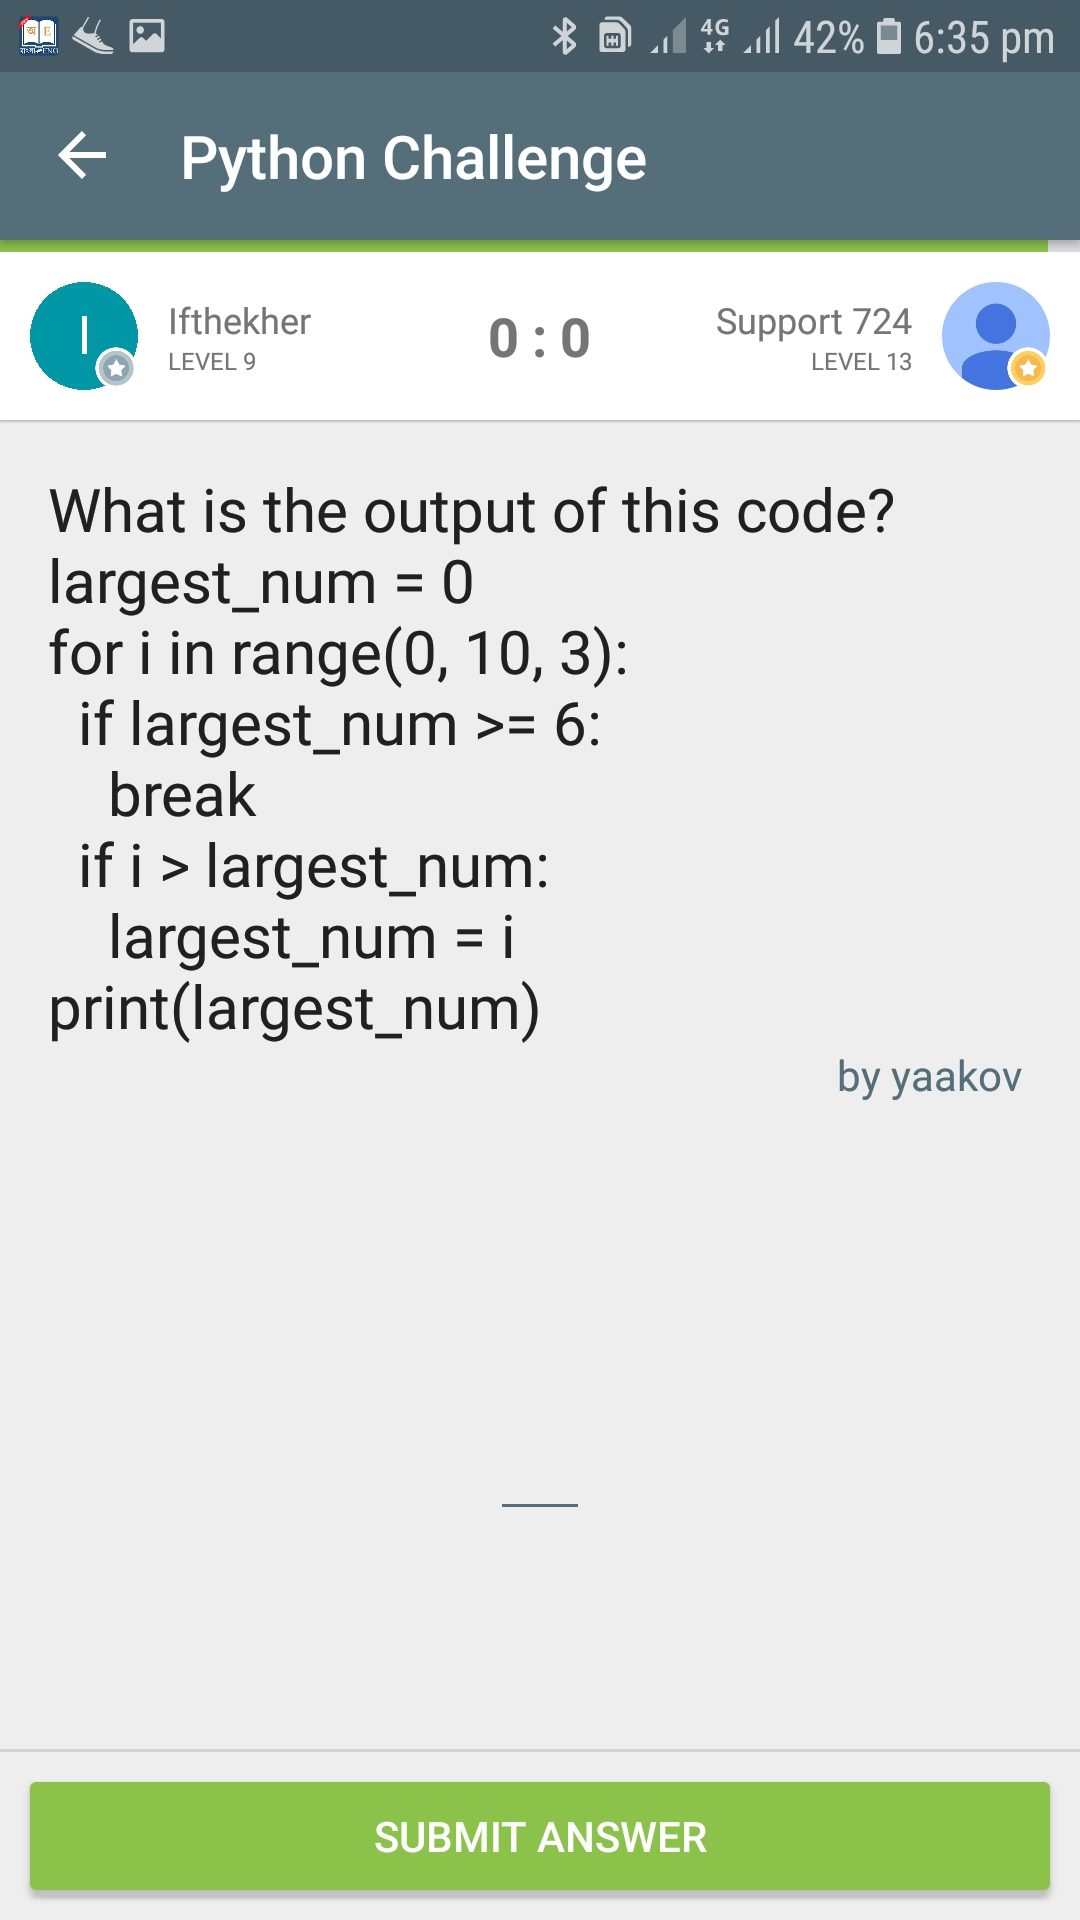 4G 42% 6:35 pm
Python Challenge
I Ifthekher 0 : 0 Support 724
LEVEL 9 LEVEL 13
What is the output of this code?
largest_num = 0
for i in range(0, 10, 3):
  if largest_num >= 6:
    break
  if i > largest_num:
    largest_num = i
print(largest_num)
by yaakov
SUBMIT ANSWER